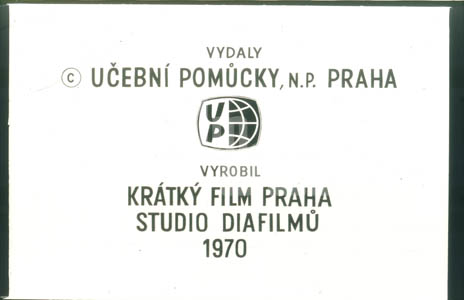 VYDALY
© UČEBNÍ POMŮCKY, N.P. PRAHA
UP
VYROBIL
KRÁTKÝ FILM PRAHA
STUDIO DIAFILMŮ
1970